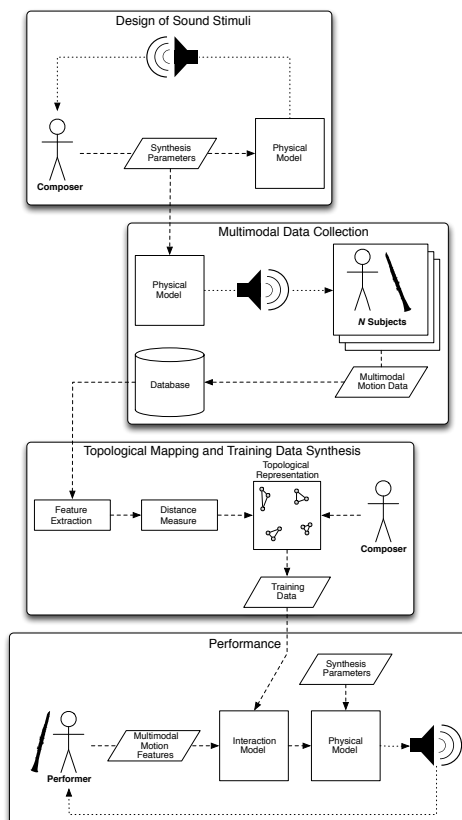 Design of Sound Stimuli
Synthesis
Parameters
Physical
Model
Composer
Multimodal Data Collection
Physical
Model
N Subjects
Database
Multimodal
Motion Data
Topological Mapping and Training Data Synthesis
Topological
Representation
Feature
Extraction
Distance
Measure
Composer
Training
Data
Performance
Synthesis
Parameters
Multimodal
Motion
Features
Interaction
Model
Physical
Model
Performer